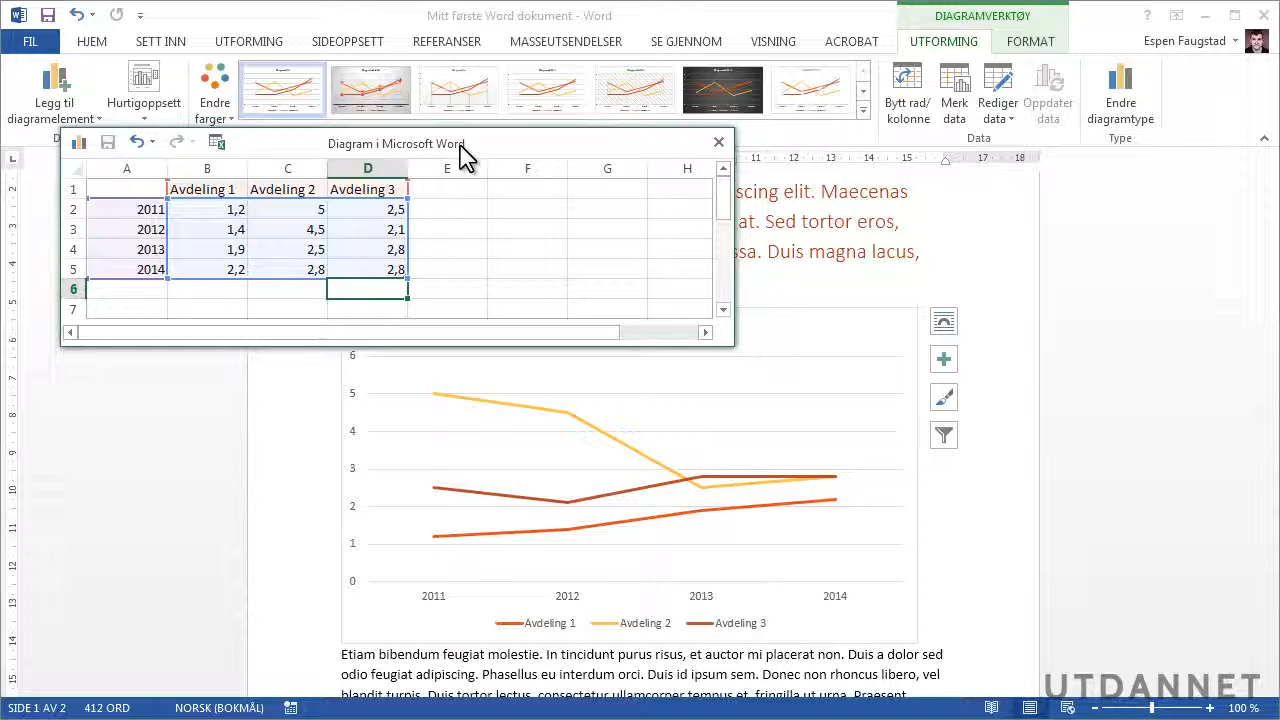 Mitt første Word dokument - Word
DIAGRAMVERKTØY
FIL HJEM SETT INN UTFORMING SIDEOPPSETT REFERANSER MASSEUTSENDELSER SE GJENNOM VISNING ACROBAT UTFORMING FORMAT Espen Faugstad
Legg til diagramelement
Hurtigoppsett
Endre farger
Bytt rad/ kolonne
Merk data
Rediger data
Oppdater data
Endre diagramtype
Data
Type
Diagram i Microsoft Word
A B C D E F G H
1 Avdeling 1 Avdeling 2 Avdeling 3
2 2011 1,2 5 2,5
3 2012 1,4 4,5 2,1
4 2013 1,9 2,5 2,8
5 2014 2,2 2,8 2,8
6
7
11 12 13 14 15 17 18
scing elit. Maecenas
at. Sed tortor eros,
ssa. Duis magna lacus,
6
5
4
3
2
1
0
2011 2012 2013 2014
Avdeling 1 Avdeling 2 Avdeling 3
Etiam bibendum feugiat molestie. In tincidunt purus risus, et auctor mi placerat non. Duis a dolor sed
odio feugiat adipiscing. Phasellus eu interdum orci. Duis id ipsum sem. Donec non rhoncus libero, vel
UTDANNET
SIDE 1 AV 2 412 ORD NORSK (BOKMÅL) 100 %